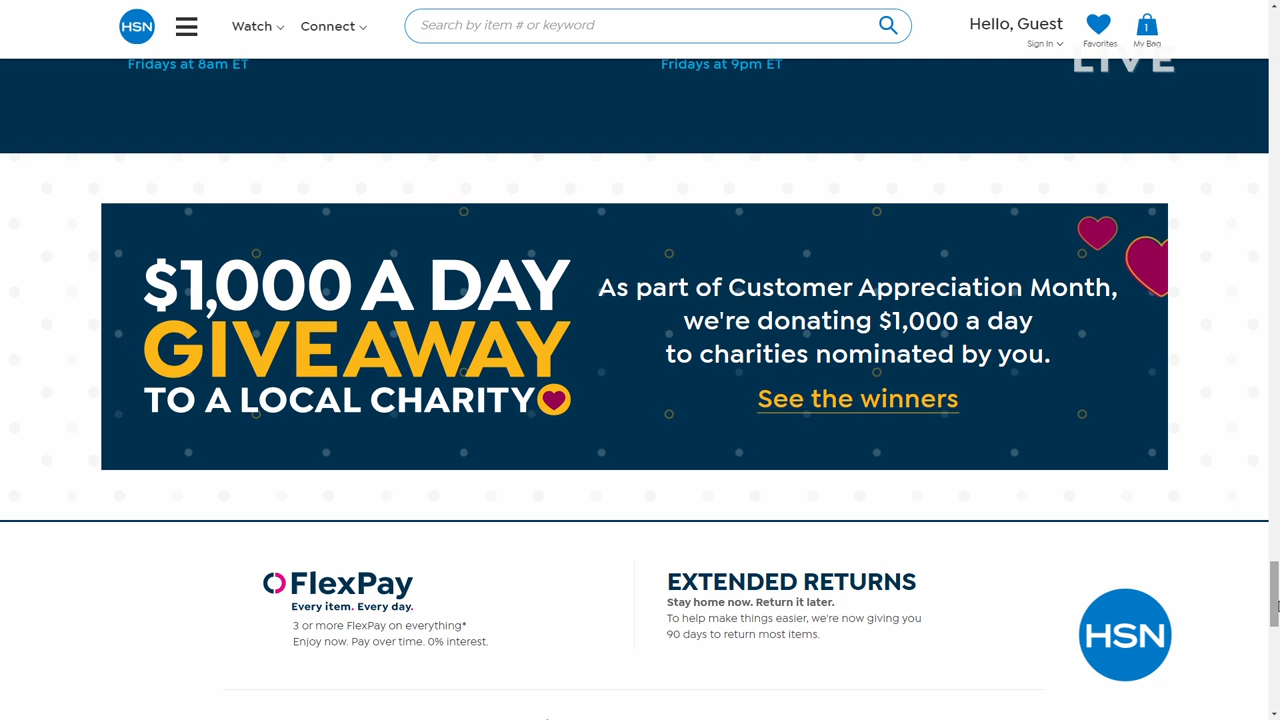 HSN
Watch
Connect
Search by item # or keyword
Hello, Guest
Sign In
Favorites
1
My Bag
Fridays at 8am ET
Fridays at 9pm ET
LIVE
$1,000 A DAY
GIVEAWAY
TO A LOCAL CHARITY
As part of Customer Appreciation Month,
we're donating $1,000 a day
to charities nominated by you.
See the winners
FlexPay
Every item. Every day.
3 or more FlexPay on everything*
Enjoy now. Pay over time. 0% interest.
EXTENDED RETURNS
Stay home now. Return it later.
To help make things easier, we're now giving you
90 days to return most items.
HSN